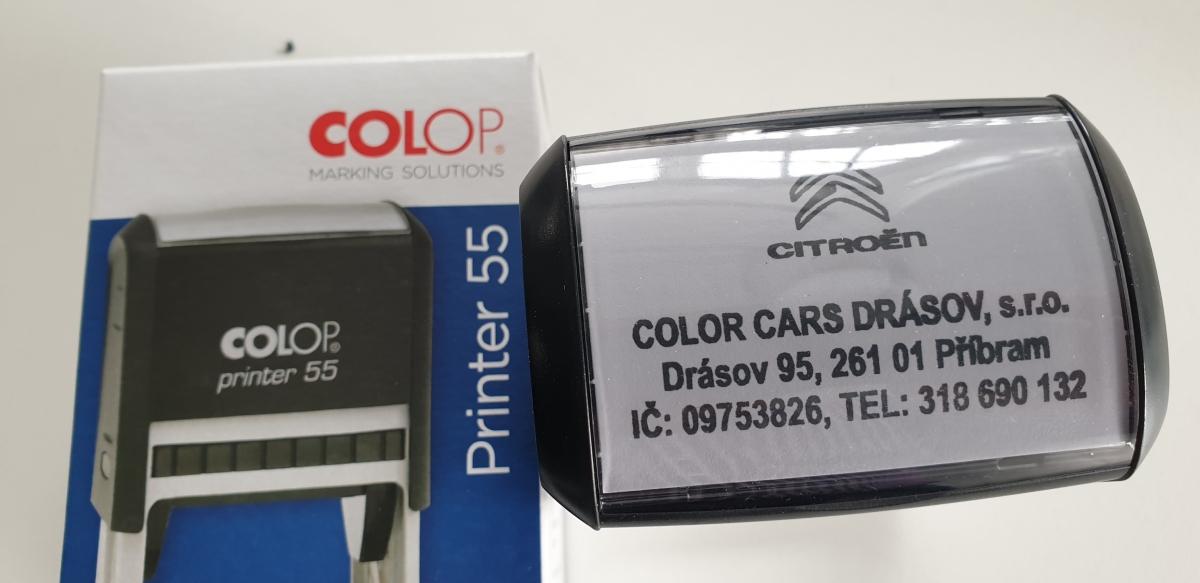 COLOP
MARKING SOLUTIONS
COLOP
printer 55
Printer 55
CITROËN
COLOR CARS DRÁSOV, s.r.o.
Drásov 95, 261 01 Příbram
IČ: 09753826, TEL: 318 690 132